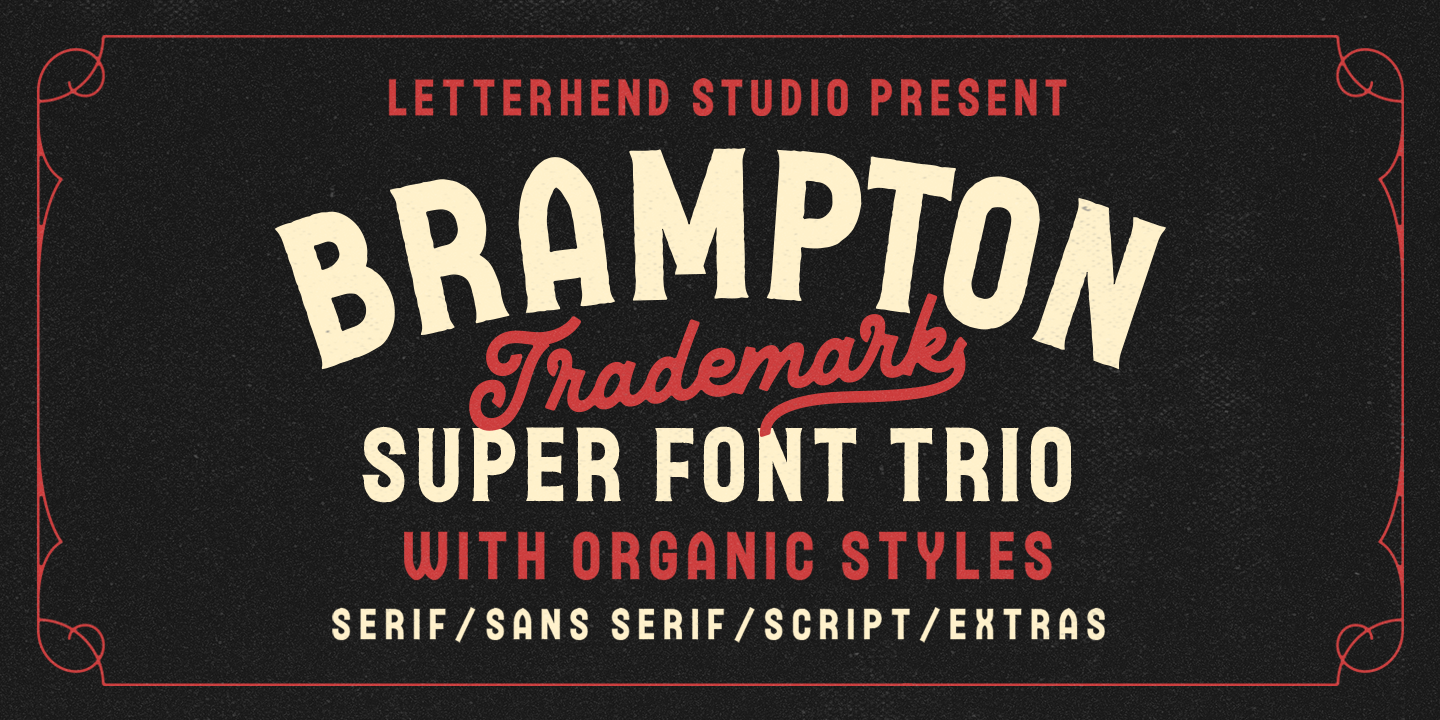 LETTERHEND STUDIO PRESENT
BRAMPTON
Trademark
SUPER FONT TRIO
WITH ORGANIC STYLES
SERIF/SANS SERIF/SCRIPT/EXTRAS